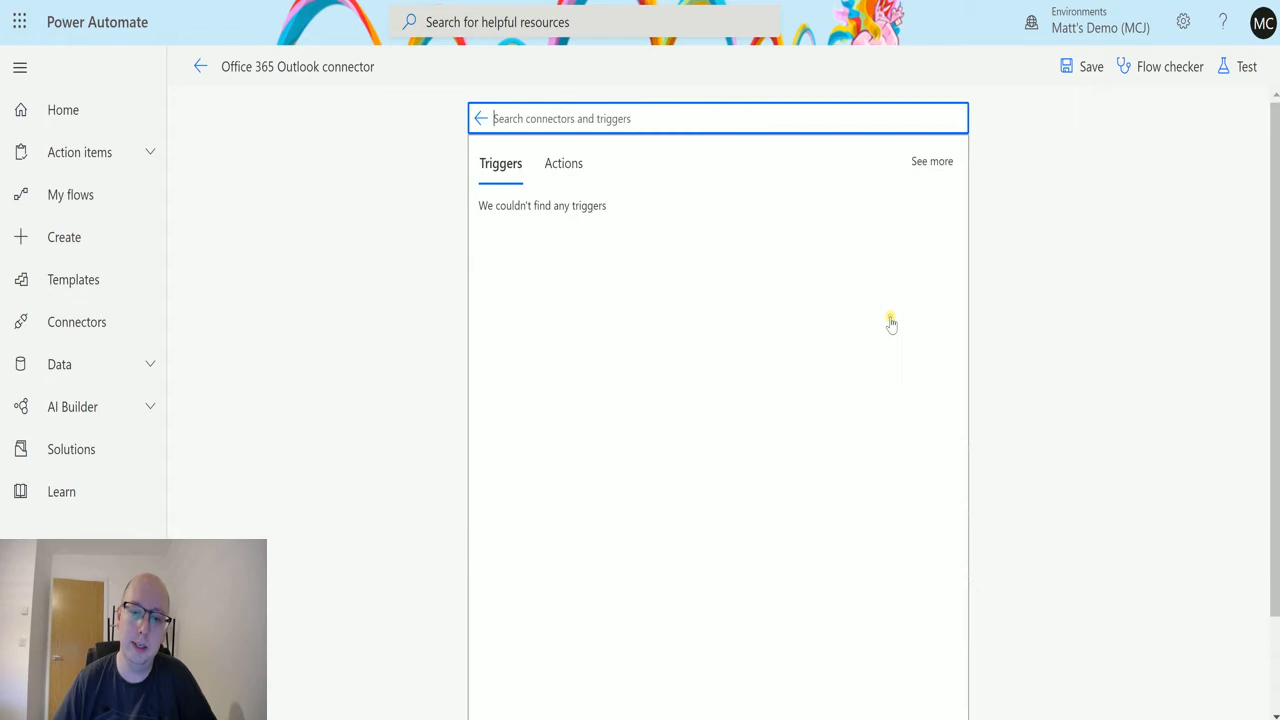 Power Automate
Search for helpful resources
Environments
Matt's Demo (MCJ)
?
MC
Office 365 Outlook connector
Save
Flow checker
Test
Home
Action items
My flows
Create
Templates
Connectors
Data
AI Builder
Solutions
Learn
Search connectors and triggers
Triggers
Actions
See more
We couldn't find any triggers